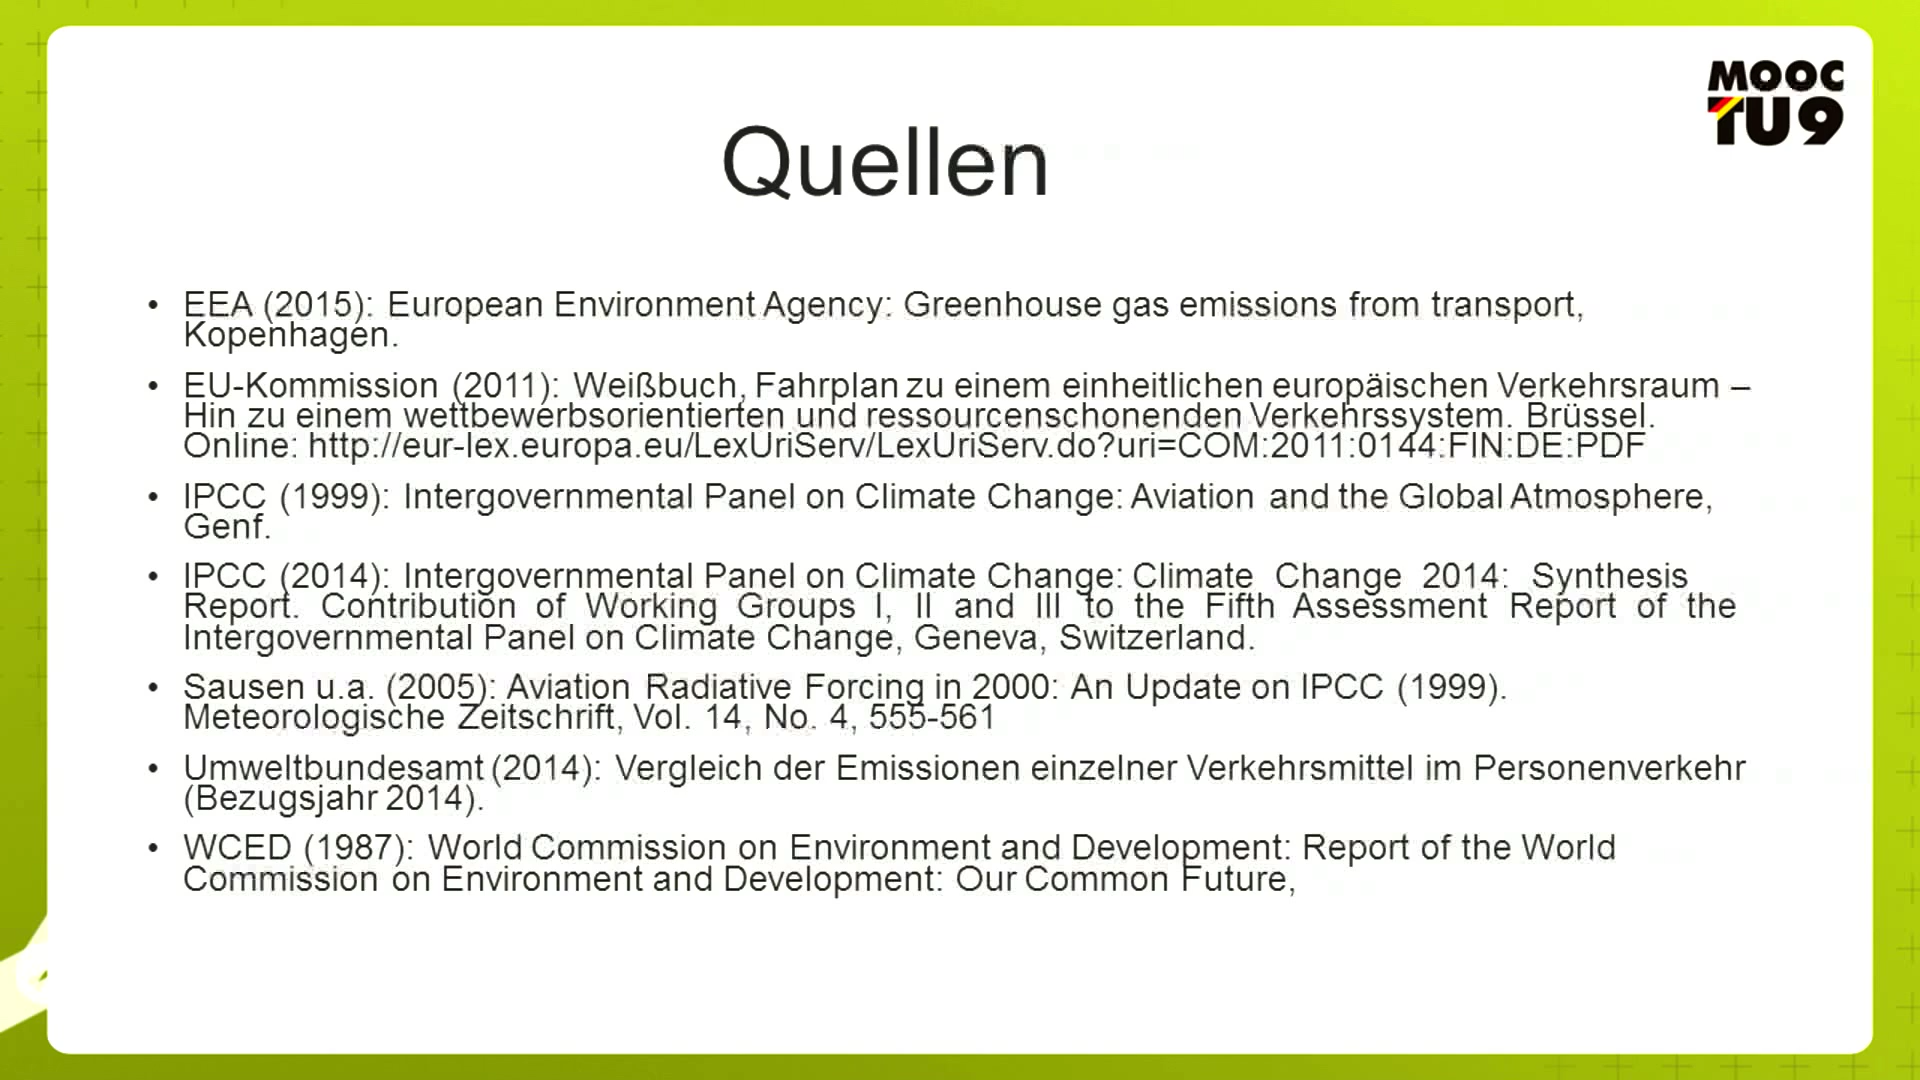 MOOC
TU9
Quellen
• EEA (2015): European Environment Agency: Greenhouse gas emissions from transport,
Kopenhagen.
• EU-Kommission (2011): Weißbuch, Fahrplan zu einem einheitlichen europäischen Verkehrsraum –
Hin zu einem wettbewerbsorientierten und ressourcenschonenden Verkehrssystem. Brüssel.
Online: http://eur-lex.europa.eu/LexUriServ/LexUriServ.do?uri=COM:2011:0144:FIN:DE:PDF
• IPCC (1999): Intergovernmental Panel on Climate Change: Aviation and the Global Atmosphere,
Genf.
• IPCC (2014): Intergovernmental Panel on Climate Change: Climate Change 2014: Synthesis
Report. Contribution of Working Groups I, II and III to the Fifth Assessment Report of the
Intergovernmental Panel on Climate Change, Geneva, Switzerland.
• Sausen u.a. (2005): Aviation Radiative Forcing in 2000: An Update on IPCC (1999).
Meteorologische Zeitschrift, Vol. 14, No. 4, 555-561
• Umweltbundesamt (2014): Vergleich der Emissionen einzelner Verkehrsmittel im Personenverkehr
(Bezugsjahr 2014).
• WCED (1987): World Commission on Environment and Development: Report of the World
Commission on Environment and Development: Our Common Future,